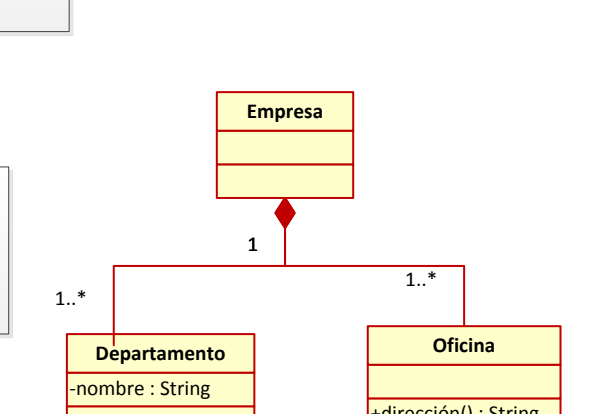 Empresa
1
1..*
1..*
Departamento
-nombre : String
Oficina
+dirección() : String